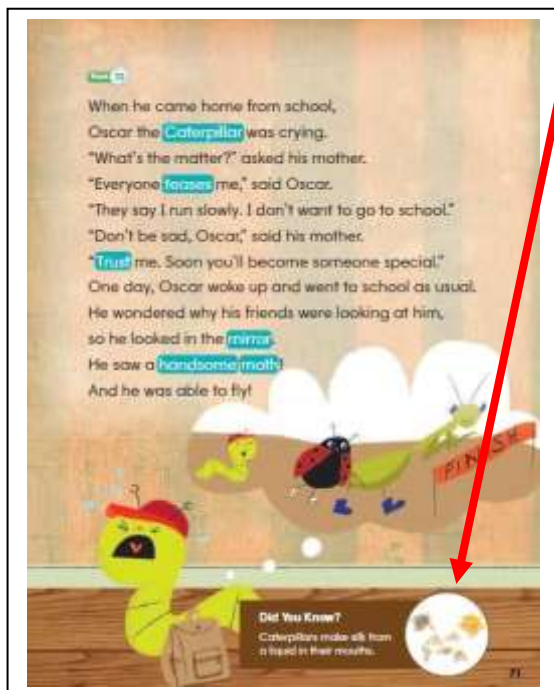 When he came home from school,
Oscar the Caterpillar was crying.
"What's the matter?" asked his mother.
"Everyone teases me," said Oscar.
"They say I run slowly. I don't want to go to school."
"Don't be sad, Oscar," said his mother.
"Trust me. Soon you'll become someone special."
One day, Oscar woke up and went to school as usual.
He wondered why his friends were looking at him,
so he looked in the mirror.
He saw a handsome moth!
And he was able to fly!
FINISH
Did You Know?
Caterpillars make silk from
a liquid in their mouths.
71